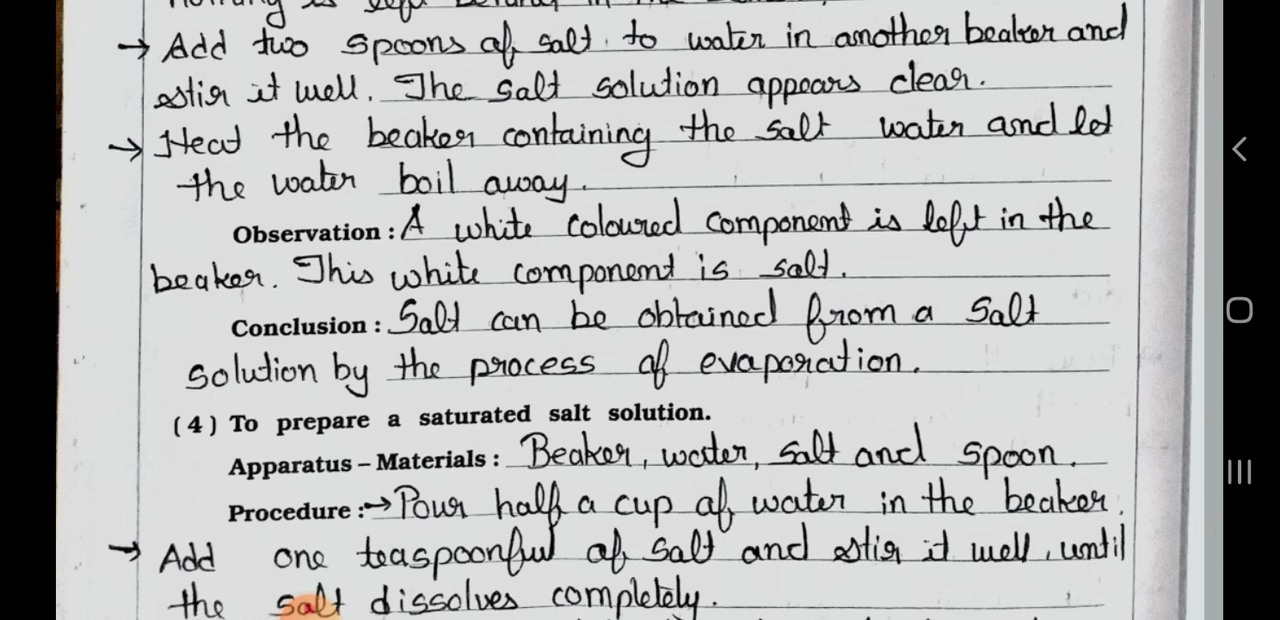 → Add two spoons of salt to water in another beaker and
stir it well. The salt solution appears clear.
→ Heat the beaker containing the salt water and let
the water boil away.
Observation : A white coloured component is left in the
beaker. This white component is salt.
Conclusion : Salt can be obtained from a salt
solution by the process of evaporation.
(4) To prepare a saturated salt solution.
Apparatus – Materials : Beaker, water, salt and spoon.
Procedure :→ Pour half a cup of water in the beaker.
→ Add one teaspoonful of salt and stir it well, until
the salt dissolves completely.